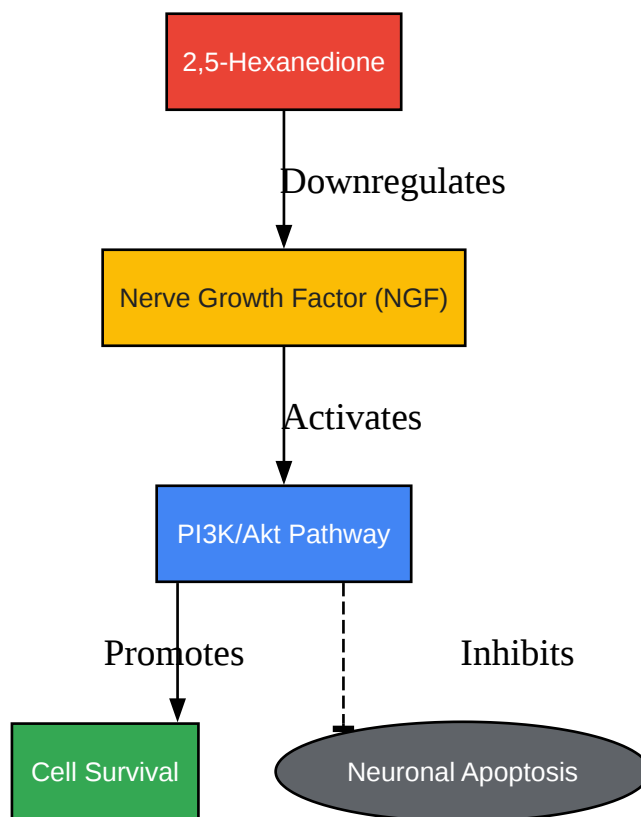 2,5-Hexanedione
Downregulates
Nerve Growth Factor (NGF)
Activates
PI3K/Akt Pathway
Promotes
Inhibits
Cell Survival
Neuronal Apoptosis